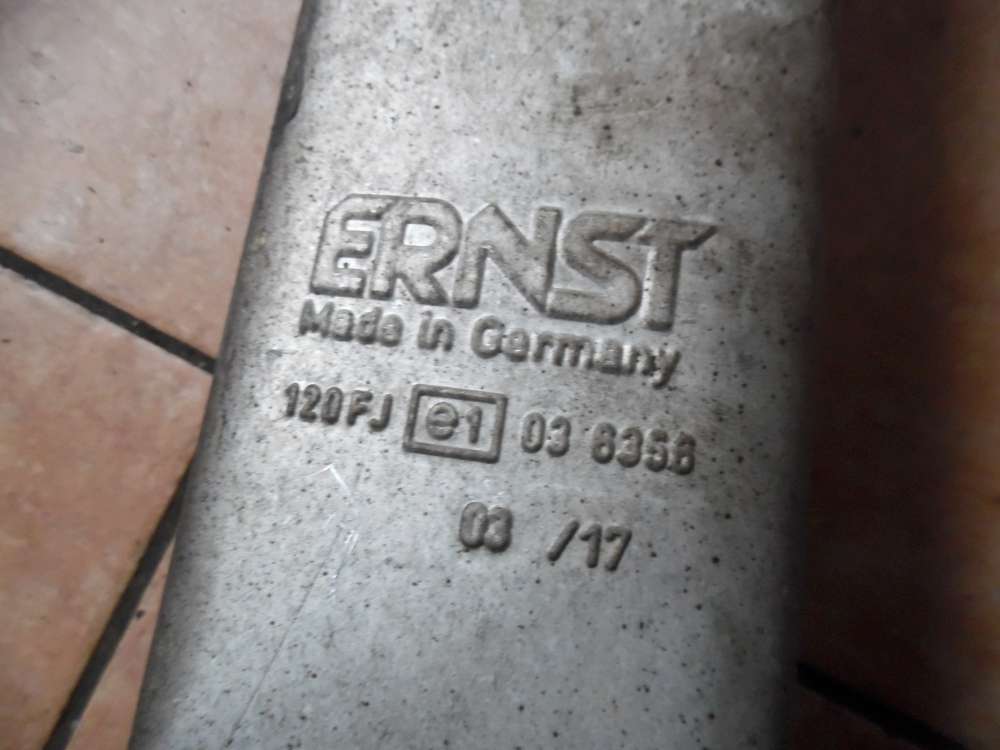 ERNST
Made in Germany
120FJ e1 03 6356
03 /17